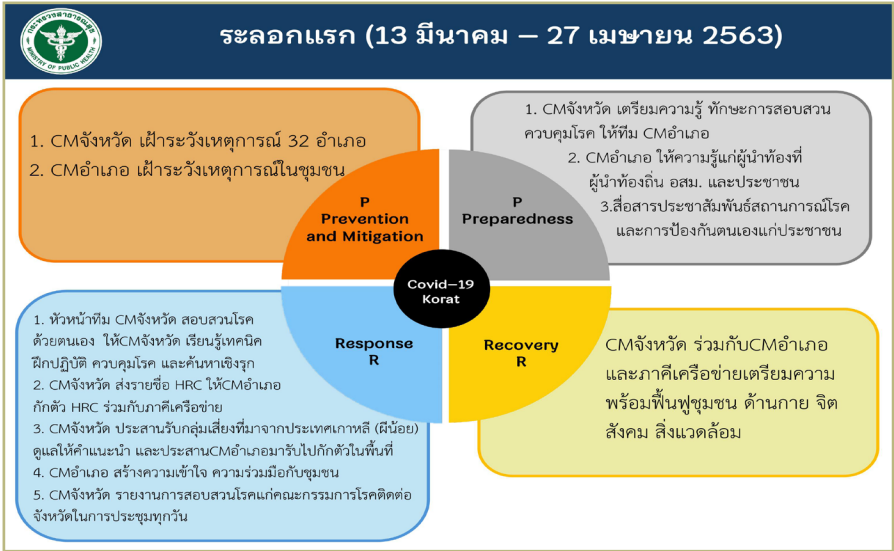 กระทรวงสาธารณสุข
MINISTRY OF PUBLIC HEALTH
ระลอกแรก (13 มีนาคม – 27 เมษายน 2563)
1. CMจังหวัด เฝ้าระวังเหตุการณ์ 32 อำเภอ
2. CMอำเภอ เฝ้าระวังเหตุการณ์ในชุมชน
1. CMจังหวัด เตรียมความรู้ ทักษะการสอบสวน
ควบคุมโรค ให้ทีม CMอำเภอ
2. CMอำเภอ ให้ความรู้แก่ผู้นำท้องที่
ผู้นำท้องถิ่น อสม. และประชาชน
3.สื่อสารประชาสัมพันธ์สถานการณ์โรค
และการป้องกันตนเองแก่ประชาชน
P
Prevention
and Mitigation
P
Preparedness
Covid–19
Korat
Response
R
Recovery
R
1. หัวหน้าทีม CMจังหวัด สอบสวนโรค
ด้วยตนเอง ให้CMจังหวัด เรียนรู้เทคนิค
ฝึกปฏิบัติ ควบคุมโรค และค้นหาเชิงรุก
2. CMจังหวัด ส่งรายชื่อ HRC ให้CMอำเภอ
กักตัว HRC ร่วมกับภาคีเครือข่าย
3. CMจังหวัด ประสานรับกลุ่มเสี่ยงที่มาจากประเทศเกาหลี (ผีน้อย)
ดูแลให้คำแนะนำ และประสานCMอำเภอมารับไปกักตัวในพื้นที่
4. CMอำเภอ สร้างความเข้าใจ ความร่วมมือกับชุมชน
5. CMจังหวัด รายงานการสอบสวนโรคแก่คณะกรรมการโรคติดต่อ
จังหวัดในการประชุมทุกวัน
CMจังหวัด ร่วมกับCMอำเภอ
และภาคีเครือข่ายเตรียมความ
พร้อมฟื้นฟูชุมชน ด้านกาย จิต
สังคม สิ่งแวดล้อม